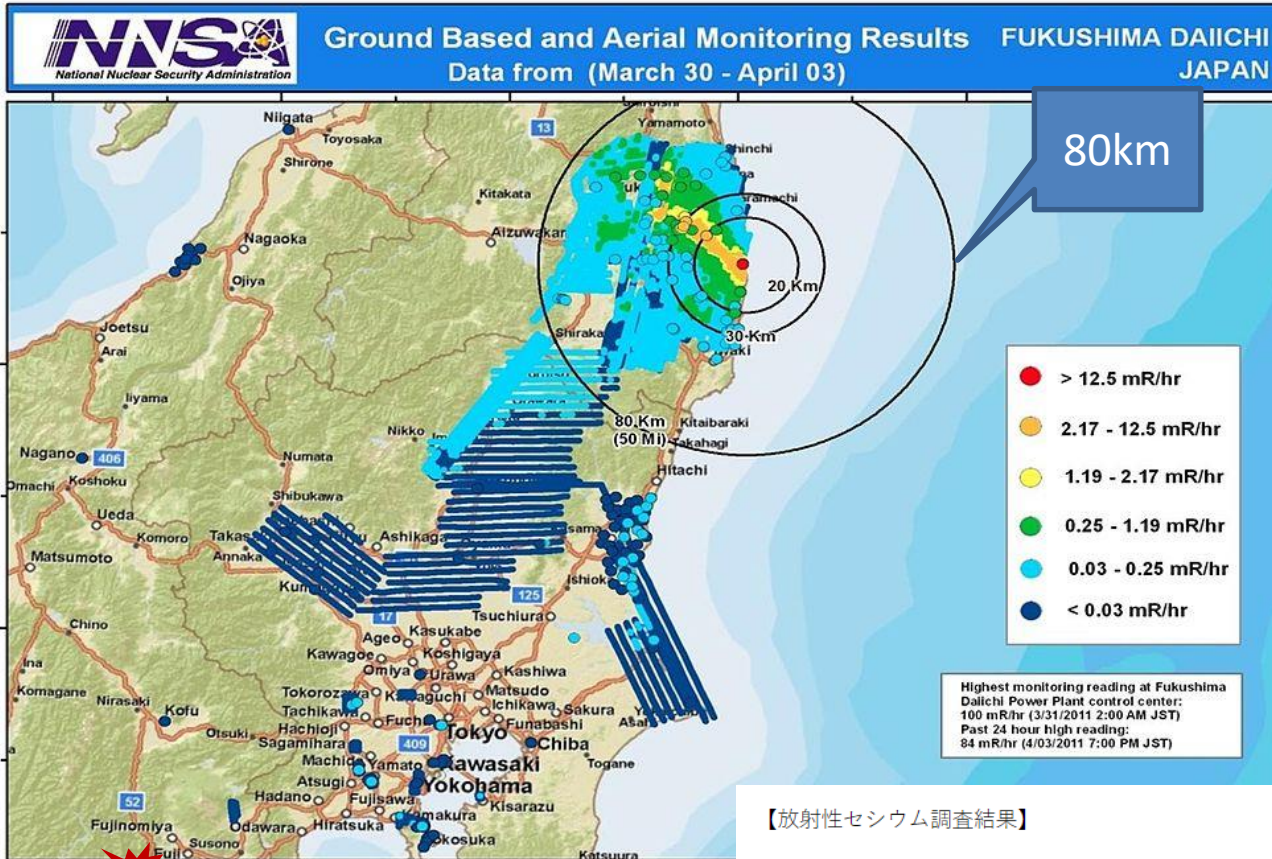 NNSA
National Nuclear Security Administration
Ground Based and Aerial Monitoring Results
Data from (March 30 - April 03)
FUKUSHIMA DAIICHI
JAPAN
80km
Niigata
Toyosaka
Shirone
13
Yamamoto
Shinchi
Kitakata
Nagaoka
Aizuwakar
Ojiya
20 Km
Joetsu
Arai
Shiraka
30 Km
Iiyama
80 Km
(50 Mi)
Kitaibaraki
Takahagi
Nikko
Nagano
406
Numata
Hitachi
Omachi
Koshoku
Shibukawa
Ueda
Komoro
Annaka
Ashikaga
Matsumoto
Ishioka
125
17
Tsuchiura
Chino
Ageo
Kasukabe
Kawagoe
Koshigaya
Ina
Omiya
Urawa
Kashiwa
Komagane
Nirasaki
Kofu
Tokorozawa
Matsudo
Tachikawa
Ichikawa
Sakura
Hachioji
Fuchu
Funabashi
Otsuki
Sagamihara
409
Tokyo
Chiba
Machida
Yamato
Kawasaki
Togane
Atsugi
Yokohama
52
Hadano
Fujisawa
Kisarazu
Fujinomiya
Odawara
Hiratsuka
Kamakura
Fuji
Susono
Katsuura
> 12.5 mR/hr
2.17 - 12.5 mR/hr
1.19 - 2.17 mR/hr
0.25 - 1.19 mR/hr
0.03 - 0.25 mR/hr
< 0.03 mR/hr
Highest monitoring reading at Fukushima
Daiichi Power Plant control center:
100 mR/hr (3/31/2011 2:00 AM JST)
Past 24 hour high reading:
84 mR/hr (4/03/2011 7:00 PM JST)
【放射性セシウム調査結果】